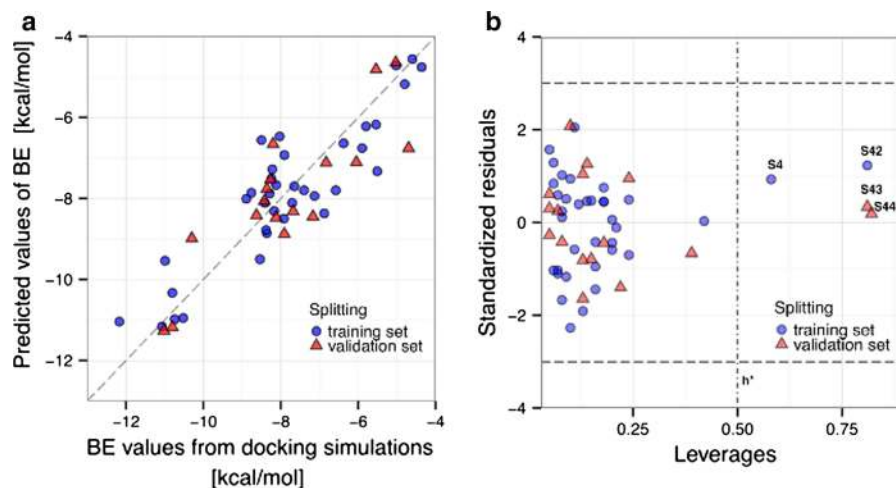 a
Predicted values of BE [kcal/mol]
−4
−6
−8
−10
−12
Splitting
training set
validation set
−12 −10 −8 −6 −4
BE values from docking simulations
[kcal/mol]
b
Standardized residuals
4
2
0
−2
−4
S4
S42
S43
S44
Splitting
training set
validation set
h*
0.25 0.50 0.75
Leverages